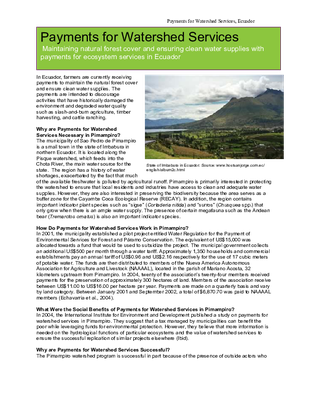 Payments for Watershed Services, Ecuador
Payments for Watershed Services
Maintaining natural forest cover and ensuring clean water supplies with
payments for ecosystem services in Ecuador
In Ecuador, farmers are currently receiving
payments to maintain the natural forest cover
and ensure clean water supplies. The
payments are intended to discourage
activities that have historically damaged the
environment and degraded water quality
such as slash-and-burn agriculture, timber
harvesting, and cattle ranching.
Why are Payments for Watershed
Services Necessary in Pimampiro?
The municipality of San Pedro de Pimampiro
is a small town in the state of Imbabura in
northern Ecuador. It is located along the
Pisque watershed, which feeds into the
Chota River, the main water source for the
state. The region has a history of water
shortages, exacerbated by the fact that much
State of Imbabura in Ecuador. Source:
of the available freshwater is polluted by agricultural runoff. Pimampiro is primarily interested in protecting
the watershed to ensure that local residents and industries have access to clean and adequate water
supplies. However, they are also interested in preserving the biodiversity because the area serves as a
buffer zone for the Cayambe Coca Ecological Reserve (RECAY). In addition, the region contains
important indicator plant species such as "sigse" and "suros" that
only grow when there is an ample water supply. The presence of certain megafauna such as the Andean
bear (Tremarctos ornatus) is also an important indicator species.
How Do Payments for Watershed Services Work in Pimampiro?
In 2001, the municipality established a pilot project entitled Water Regulation for the Payment of
Environmental Services for Forest and Páramo Conservation. The equivalent of US$15,000 was
allocated towards a fund that would be used to subsidize the project. The municipal government collects
an additional US$500 per month through a water tariff. Approximately 1,350 households and commercial
establishments pay an annual tariff of US$0.96 and US$2.16 respectively for the use of 17 cubic meters
of potable water. The funds are then distributed to members of the Nueva America Autonomous
Association for Agriculture and Livestock (NAAAAL), located in the parish of Mariano Acosta, 32
kilometers upstream from Pimampiro. In 2004, twenty of the association's twenty-four members received
payments for the preservation of approximately 300 hectares of land. Members of the association receive
between US$11.00 to US$16.00 per hectare per year. Payments are made on a quarterly basis and vary
by land category. Between January 2001 and September 2002, a total of $6,870.70 was paid to NAAAAL
members (Echavarria et al., 2004).
What Were the Social Benefits of Payments for Watershed Services in Pimampiro?
In 2004, the International Institute for Environment and Development published a study on payments for
watershed services in Pimampiro. They suggest that a tax managed by municipalities can benefit the
poor while leveraging funds for environmental protection. However, they believe that more information is
needed on the hydrological functions of particular ecosystems and the value of watershed services to
ensure the successful replication of similar projects elsewhere (Ibid).
Why are Payments for Watershed Services Successful?
The Pimampiro watershed program is successful in part because of the presence of outside actors who